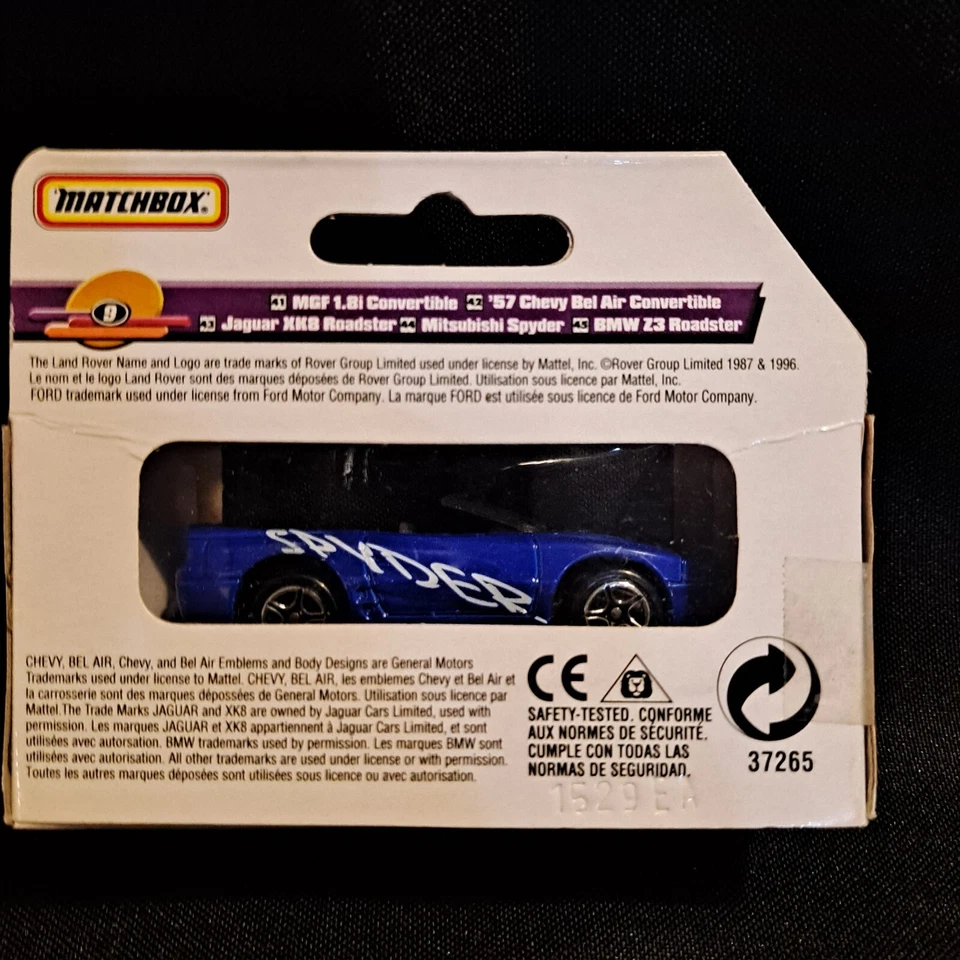 MATCHBOX
9
41 MGF 1.8i Convertible 42 '57 Chevy Bel Air Convertible
43 Jaguar XK8 Roadster 44 Mitsubishi Spyder 45 BMW Z3 Roadster
The Land Rover Name and Logo are trade marks of Rover Group Limited used under license by Mattel, Inc. ©Rover Group Limited 1987 & 1996.
Le nom et le logo Land Rover sont des marques déposées de Rover Group Limited. Utilisation sous licence par Mattel, Inc.
FORD trademark used under license from Ford Motor Company. La marque FORD est utilisée sous licence de Ford Motor Company.
SPYDER
CHEVY, BEL AIR, Chevy, and Bel Air Emblems and Body Designs are General Motors
Trademarks used under license to Mattel. CHEVY, BEL AIR, les emblemes Chevy et Bel Air et
la carrosserie sont des marques dépossées de General Motors. Utilisation sous licence par
Mattel.The Trade Marks JAGUAR and XK8 are owned by Jaguar Cars Limited, used with
permission. Les marques JAGUAR et XK8 appartiennent à Jaguar Cars Limited, et sont
utilisées avec autorsation. BMW trademarks used by permission. Les marques BMW sont
utilisées avec autorisation. All other trademarks are used under license or with permission.
Toutes les autres marques déposées sont utilisées sous licence ou avec autorisation.
CE
SAFETY-TESTED. CONFORME
AUX NORMES DE SÉCURITÉ.
CUMPLE CON TODAS LAS
NORMAS DE SEGURIDAD.
37265
1529 EA